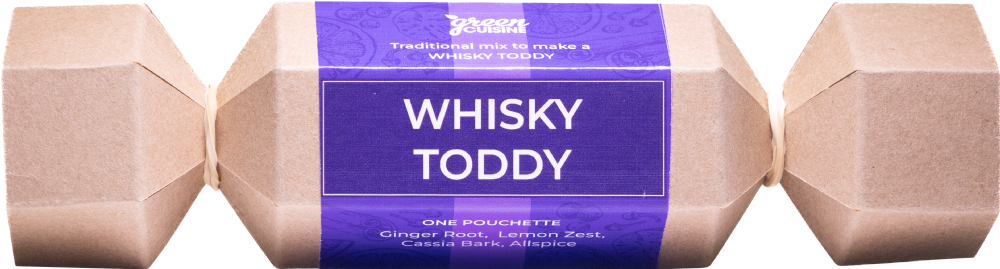 green
CUISINE
Traditional mix to make a
WHISKY TODDY
WHISKY
TODDY
ONE POUCHETTE
Ginger Root, Lemon Zest,
Cassia Bark, Allspice